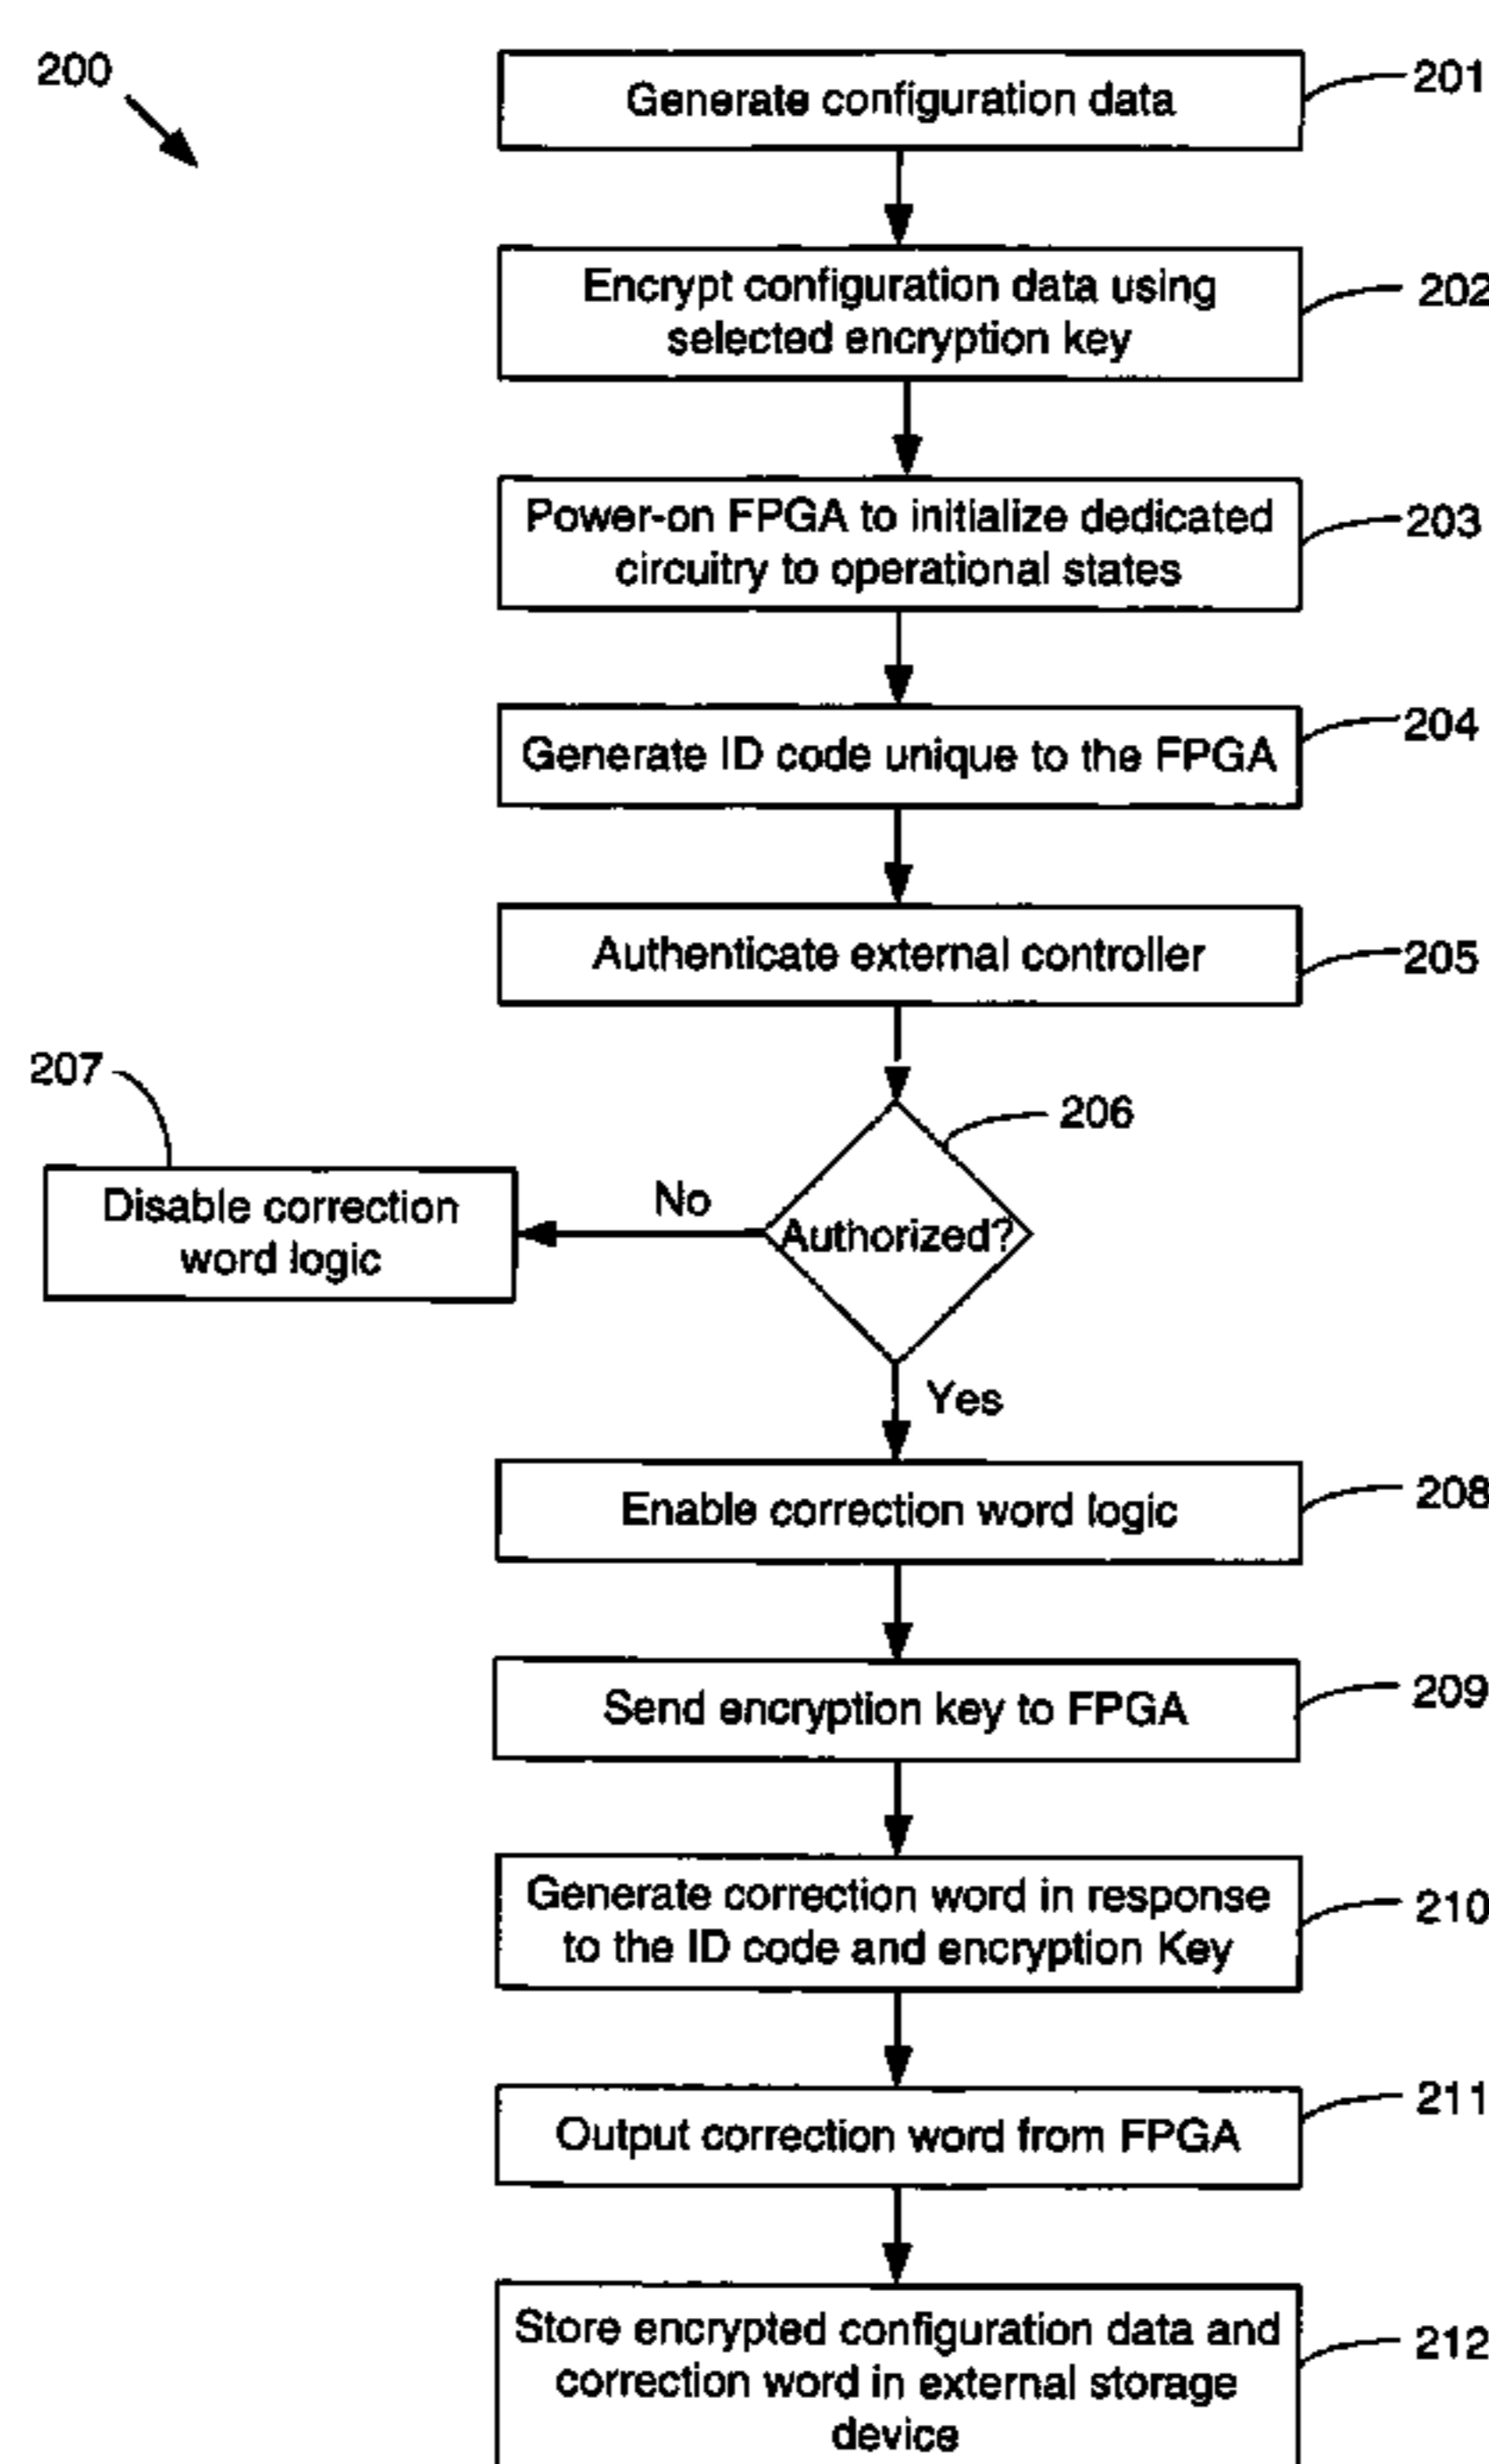 200
Generate configuration data
201
Encrypt configuration data using
selected encryption key
202
Power-on FPGA to initialize dedicated
circuitry to operational states
203
Generate ID code unique to the FPGA
204
Authenticate external controller
205
207
206
Disable correction
word logic
No
Authorized?
Yes
Enable correction word logic
208
Send encryption key to FPGA
209
Generate correction word in response
to the ID code and encryption Key
210
Output correction word from FPGA
211
Store encrypted configuration data and
correction word in external storage
device
212